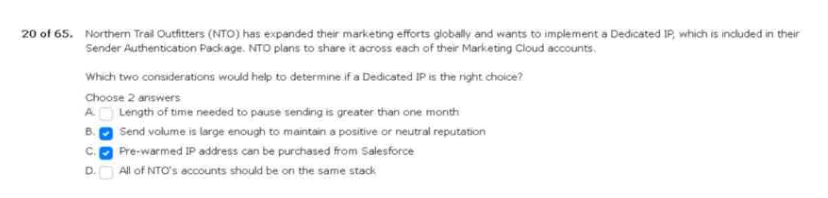 20 of 65. Northern Trail Outfitters (NTO) has expanded their marketing efforts globally and wants to implement a Dedicated IP, which is included in their
Sender Authentication Package. NTO plans to share it across each of their Marketing Cloud accounts.
Which two considerations would help to determine if a Dedicated IP is the right choice?
Choose 2 answers
A. Length of time needed to pause sending is greater than one month
B. Send volume is large enough to maintain a positive or neutral reputation
C. Pre-warmed IP address can be purchased from Salesforce
D. All of NTO's accounts should be on the same stack